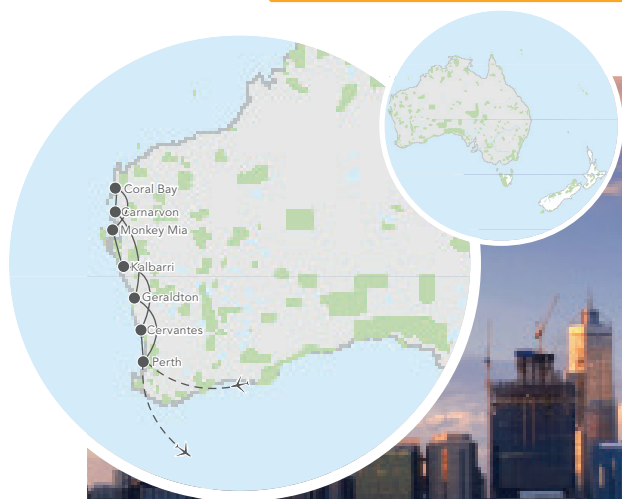 Coral Bay
Carnarvon
Monkey Mia
Kalbarri
Geraldton
Cervantes
Perth